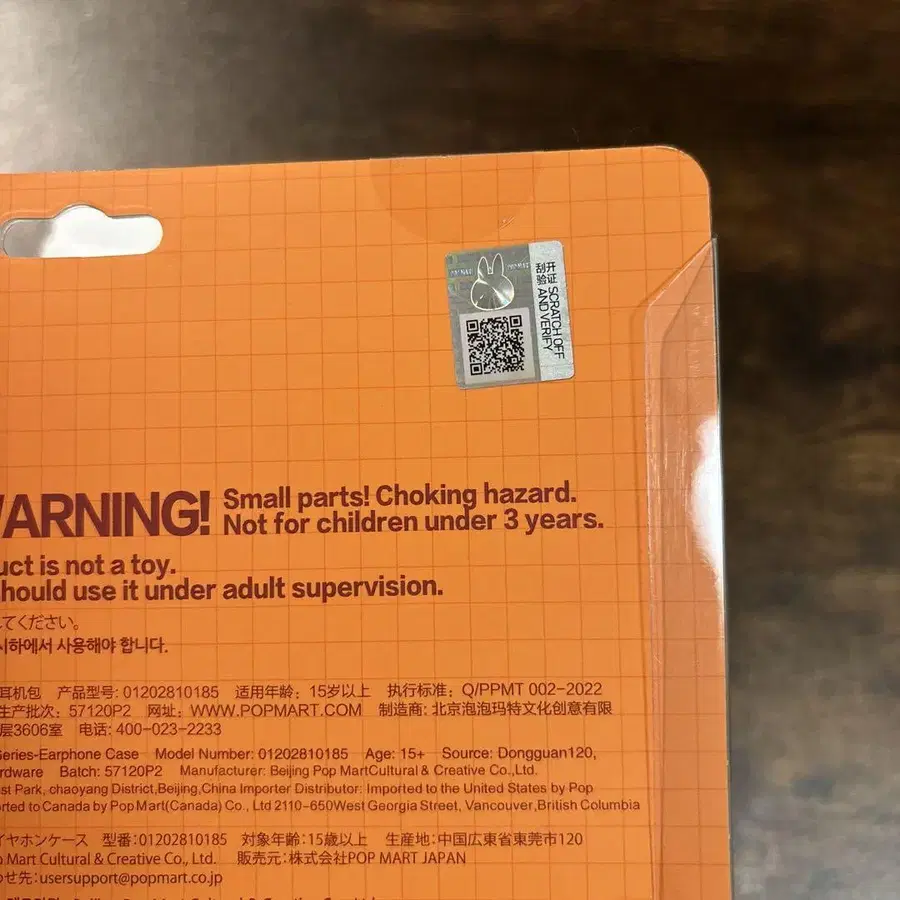 开证 SCRATCH OFF
刮验 AND VERIFY
WARNING! Small parts! Choking hazard.
Not for children under 3 years.
uct is not a toy.
hould use it under adult supervision.
してください。
시하에서 사용해야 합니다.
耳机包 产品型号: 01202810185 适用年龄: 15岁以上 执行标准: Q/PPMT 002-2022
生产批次: 57120P2 网址: WWW.POPMART.COM 制造商: 北京泡泡玛特文化创意有限
层3606室 电话: 400-023-2233
Series-Earphone Case Model Number: 01202810185 Age: 15+ Source: Dongguan120,
rdware Batch: 57120P2 Manufacturer: Beijing Pop MartCultural & Creative Co.,Ltd.
st Park, chaoyang District,Beijing,China Importer Distributor: Imported to the United States by Pop
orted to Canada by Pop Mart(Canada) Co., Ltd 2110-650West Georgia Street, Vancouver,British Columbia
イヤホンケース 型番:01202810185 対象年齢:15歳以上 生産地:中国広東省東莞市120
p Mart Cultural & Creative Co., Ltd. 販売元:株式会社POP MART JAPAN
わせ先:usersupport@popmart.co.jp